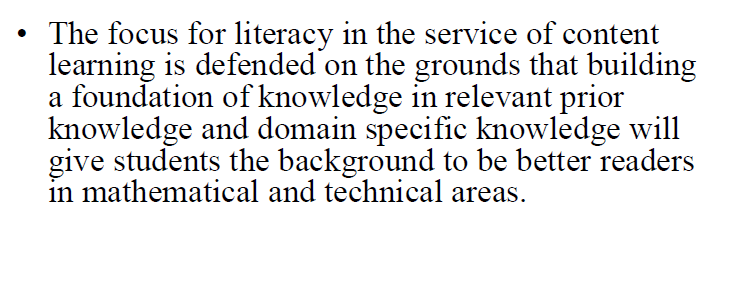 • The focus for literacy in the service of content
learning is defended on the grounds that building
a foundation of knowledge in relevant prior
knowledge and domain specific knowledge will
give students the background to be better readers
in mathematical and technical areas.